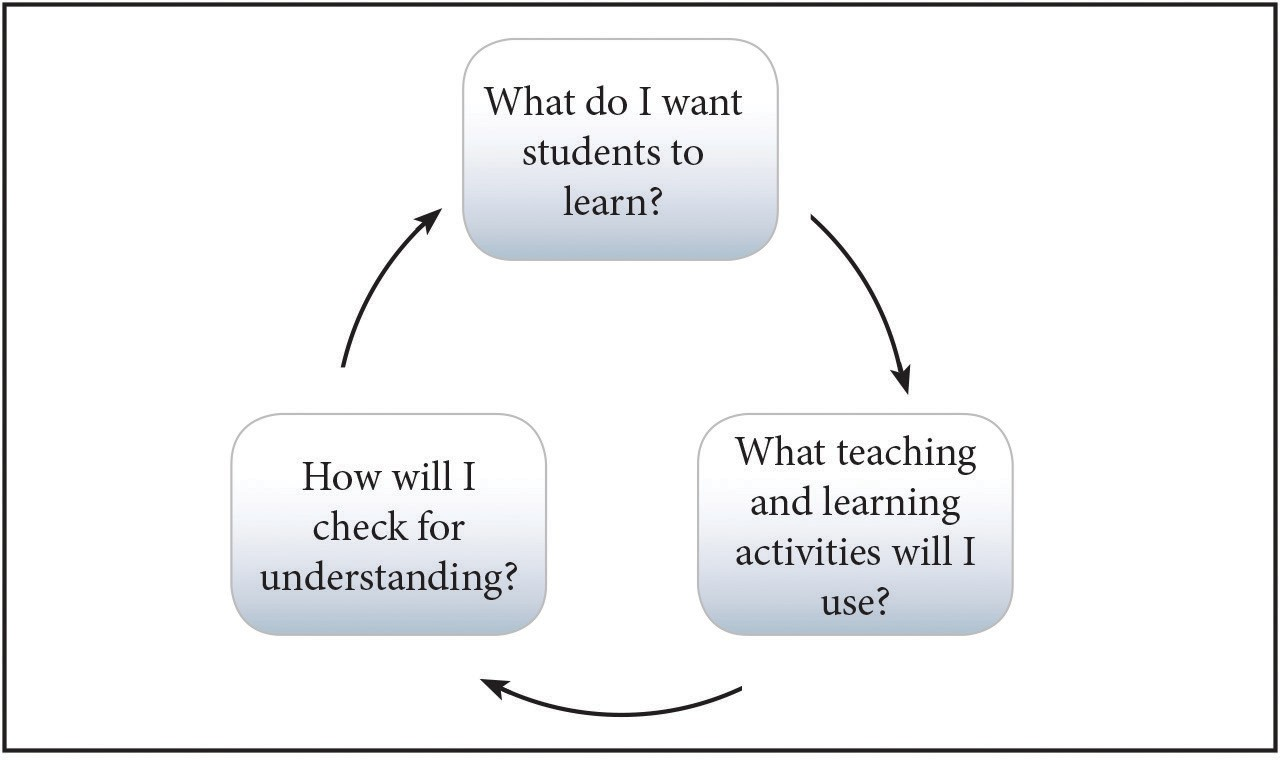 What do I want
students to
learn?
What teaching
and learning
activities will I
use?
How will I
check for
understanding?